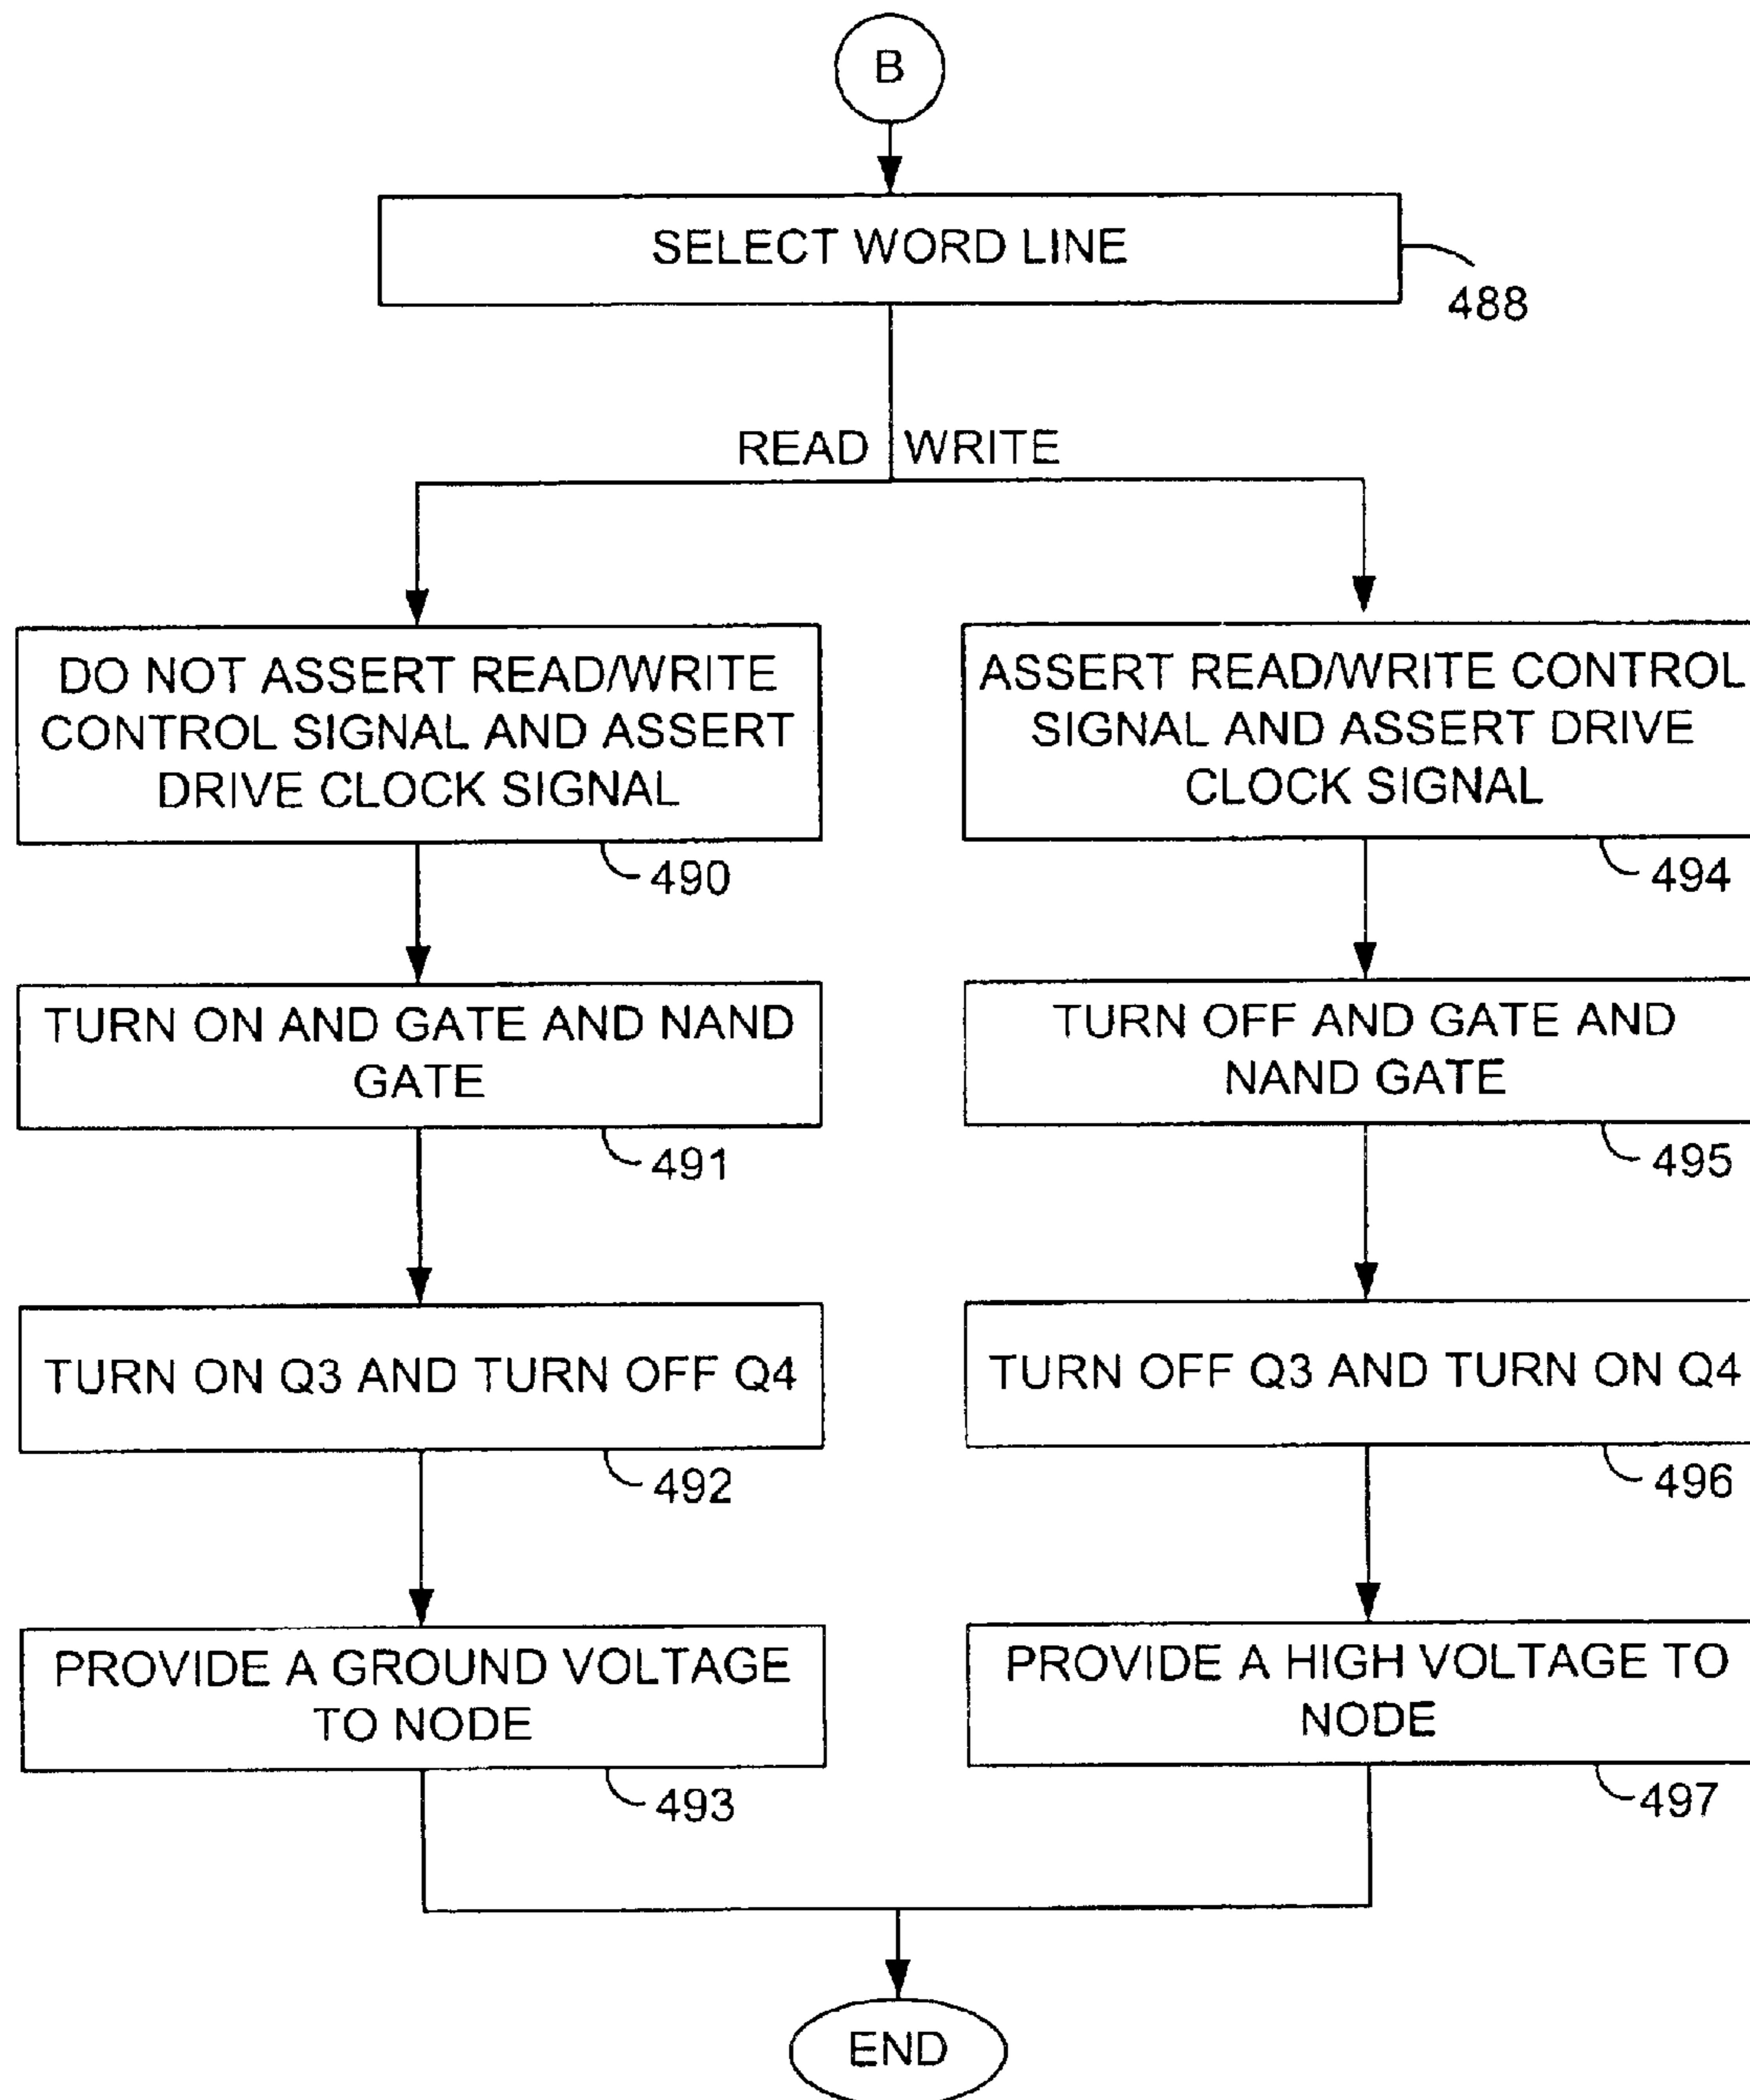 B
SELECT WORD LINE
488
READ WRITE
DO NOT ASSERT READ/WRITE
CONTROL SIGNAL AND ASSERT
DRIVE CLOCK SIGNAL
490
ASSERT READ/WRITE CONTROL
SIGNAL AND ASSERT DRIVE
CLOCK SIGNAL
494
TURN ON AND GATE AND NAND
GATE
491
TURN OFF AND GATE AND
NAND GATE
495
TURN ON Q3 AND TURN OFF Q4
492
TURN OFF Q3 AND TURN ON Q4
496
PROVIDE A GROUND VOLTAGE
TO NODE
493
PROVIDE A HIGH VOLTAGE TO
NODE
497
END